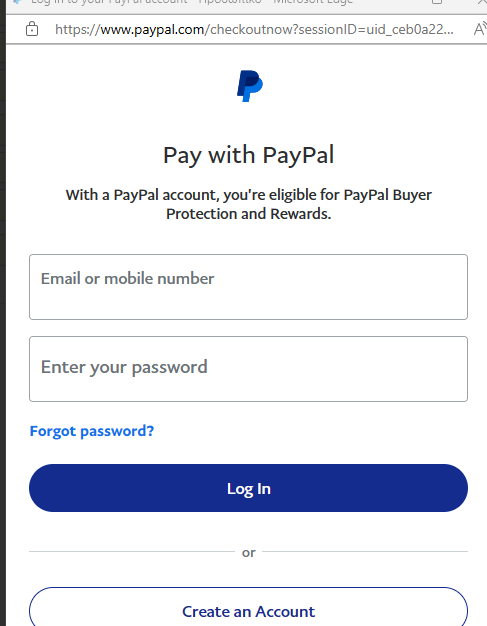 Log in to your PayPal account - Προσωπικό - Microsoft Edge
https://www.paypal.com/checkoutnow?sessionID=uid_ceb0a22...
Pay with PayPal
With a PayPal account, you're eligible for PayPal Buyer
Protection and Rewards.
Email or mobile number
Enter your password
Forgot password?
Log In
or
Create an Account